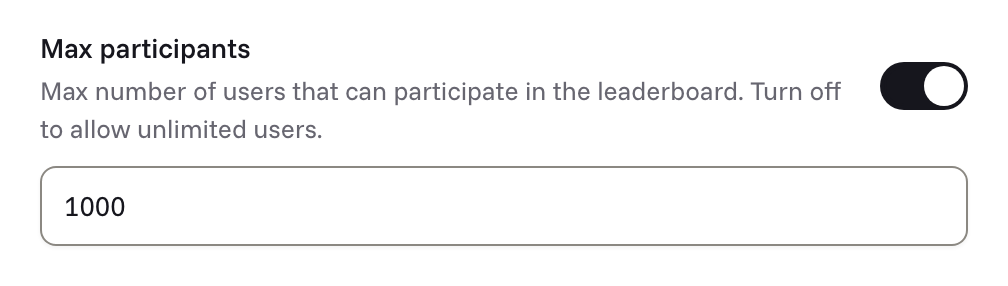 Max participants
Max number of users that can participate in the leaderboard. Turn off
to allow unlimited users.
1000